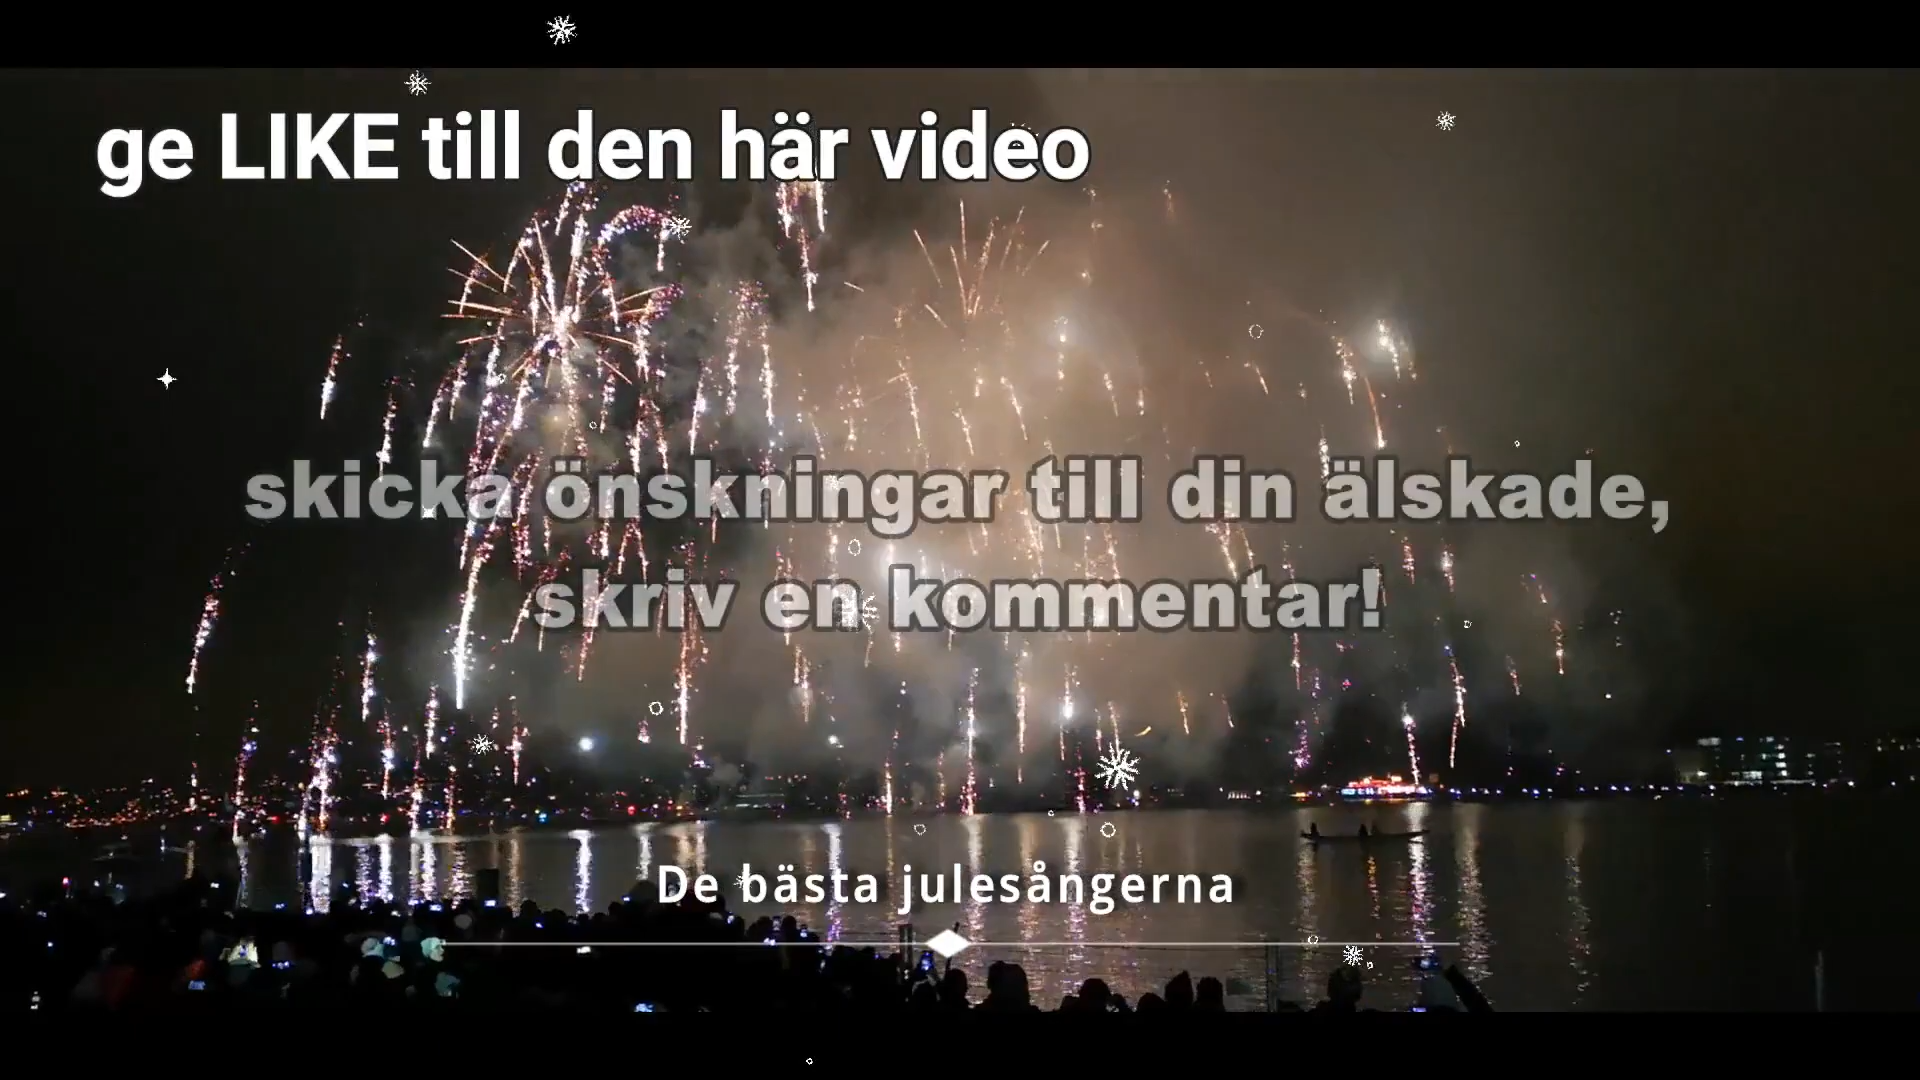 ge LIKE till den här video
skicka önskningar till din älskade,
skriv en kommentar!
De bästa julesångerna